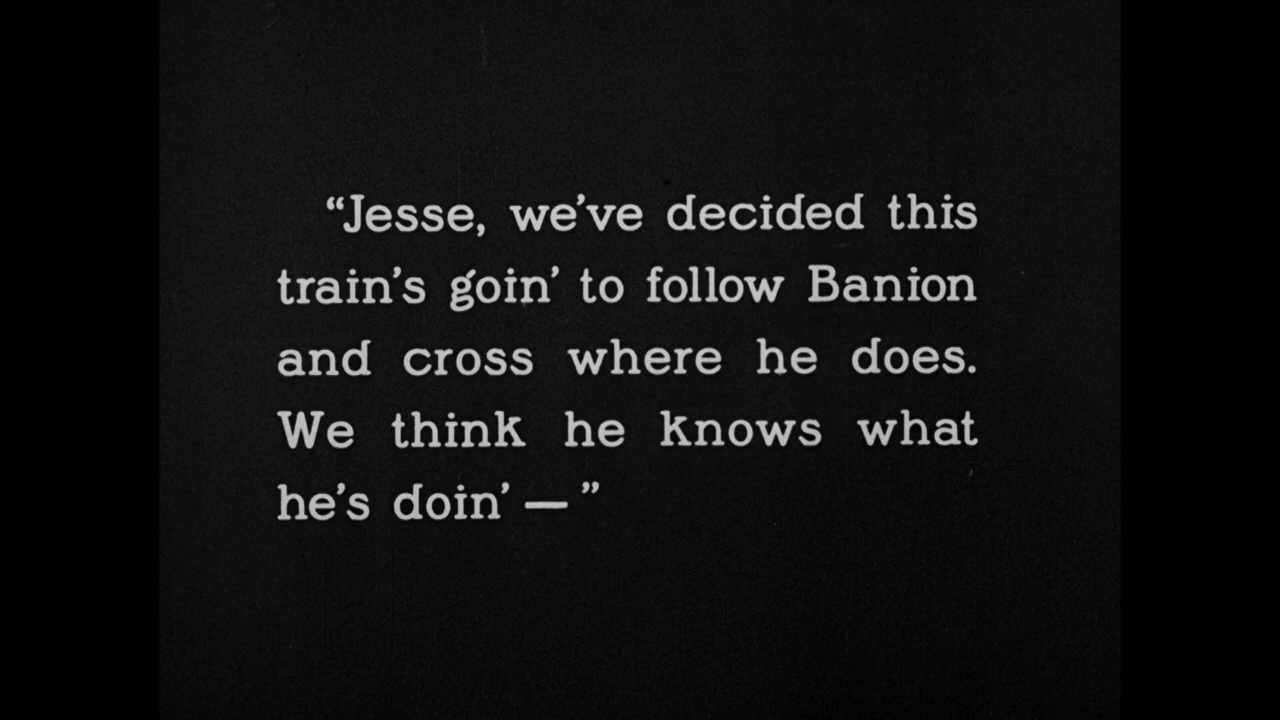 “Jesse, we’ve decided this
train’s goin’ to follow Banion
and cross where he does.
We think he knows what
he’s doin’ — ”